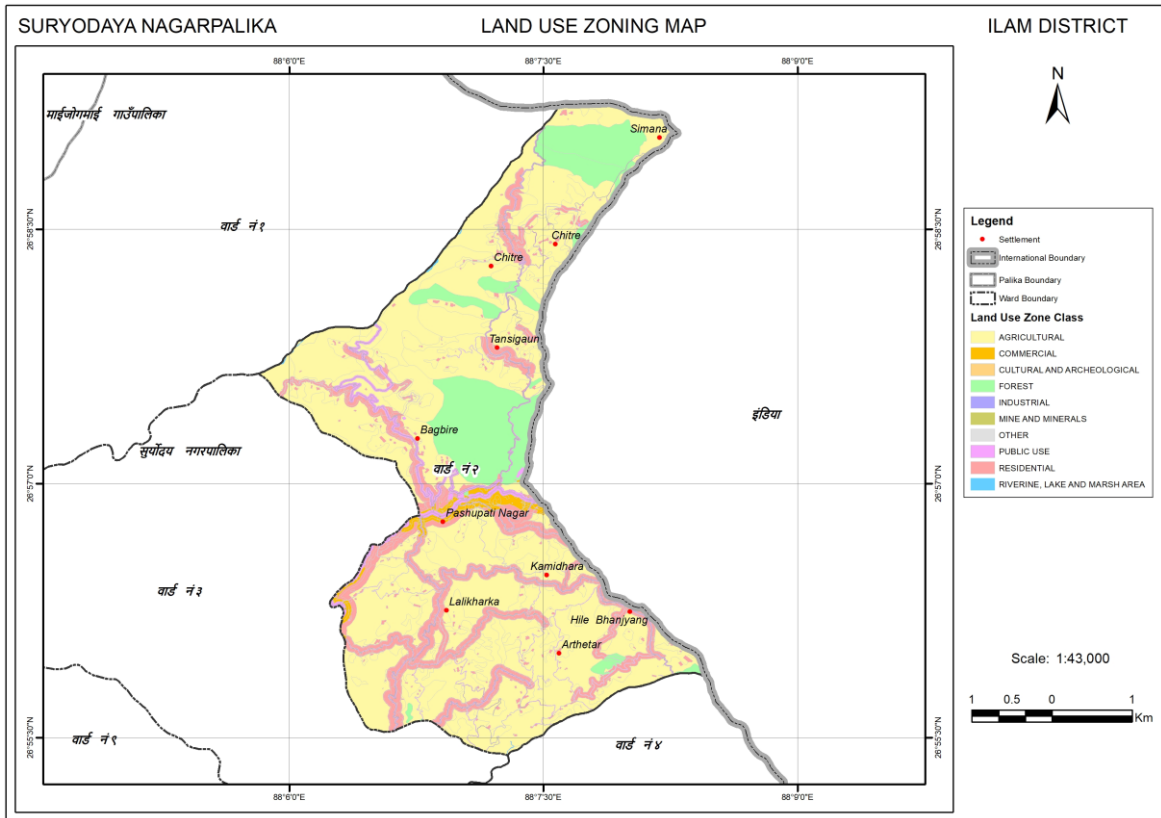 SURYODAYA NAGARPALIKA
LAND USE ZONING MAP
ILAM DISTRICT
88°6'0"E
88°7'30"E
88°9'0"E
N
माईजोगमाई गाउँपालिका
Simana
26°58'30"N
26°58'30"N
वार्ड नं १
Chitre
Chitre
Tansigaun
इंडिया
Bagbire
सुर्योदय नगरपालिका
वार्ड नं २
26°57'0"N
26°57'0"N
Pashupati Nagar
Kamidhara
वार्ड नं ३
Lalikharka
Hile Bhanjyang
Arthetar
26°55'30"N
26°55'30"N
वार्ड नं ९
वार्ड नं ४
88°6'0"E
88°7'30"E
88°9'0"E
Legend
Settlement
International Boundary
Palika Boundary
Ward Boundary
Land Use Zone Class
AGRICULTURAL
COMMERCIAL
CULTURAL AND ARCHEOLOGICAL
FOREST
INDUSTRIAL
MINE AND MINERALS
OTHER
PUBLIC USE
RESIDENTIAL
RIVERINE, LAKE AND MARSH AREA
Scale: 1:43,000
1 0.5 0 1
Km